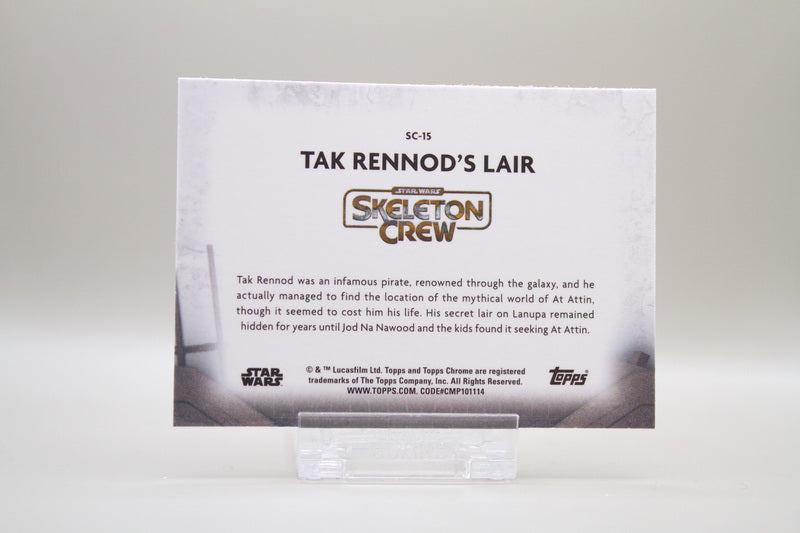 SC-15
TAK RENNOD'S LAIR
STAR WARS
SKELETON
CREW
Tak Rennod was an infamous pirate, renowned through the galaxy, and he
actually managed to find the location of the mythical world of At Attin,
though it seemed to cost him his life. His secret lair on Lanupa remained
hidden for years until Jod Na Nawood and the kids found it seeking At Attin.
STAR
WARS
© & ™ Lucasfilm Ltd. Topps and Topps Chrome are registered
trademarks of The Topps Company, Inc. All Rights Reserved.
WWW.TOPPS.COM. CODE#CMP101114
topps®